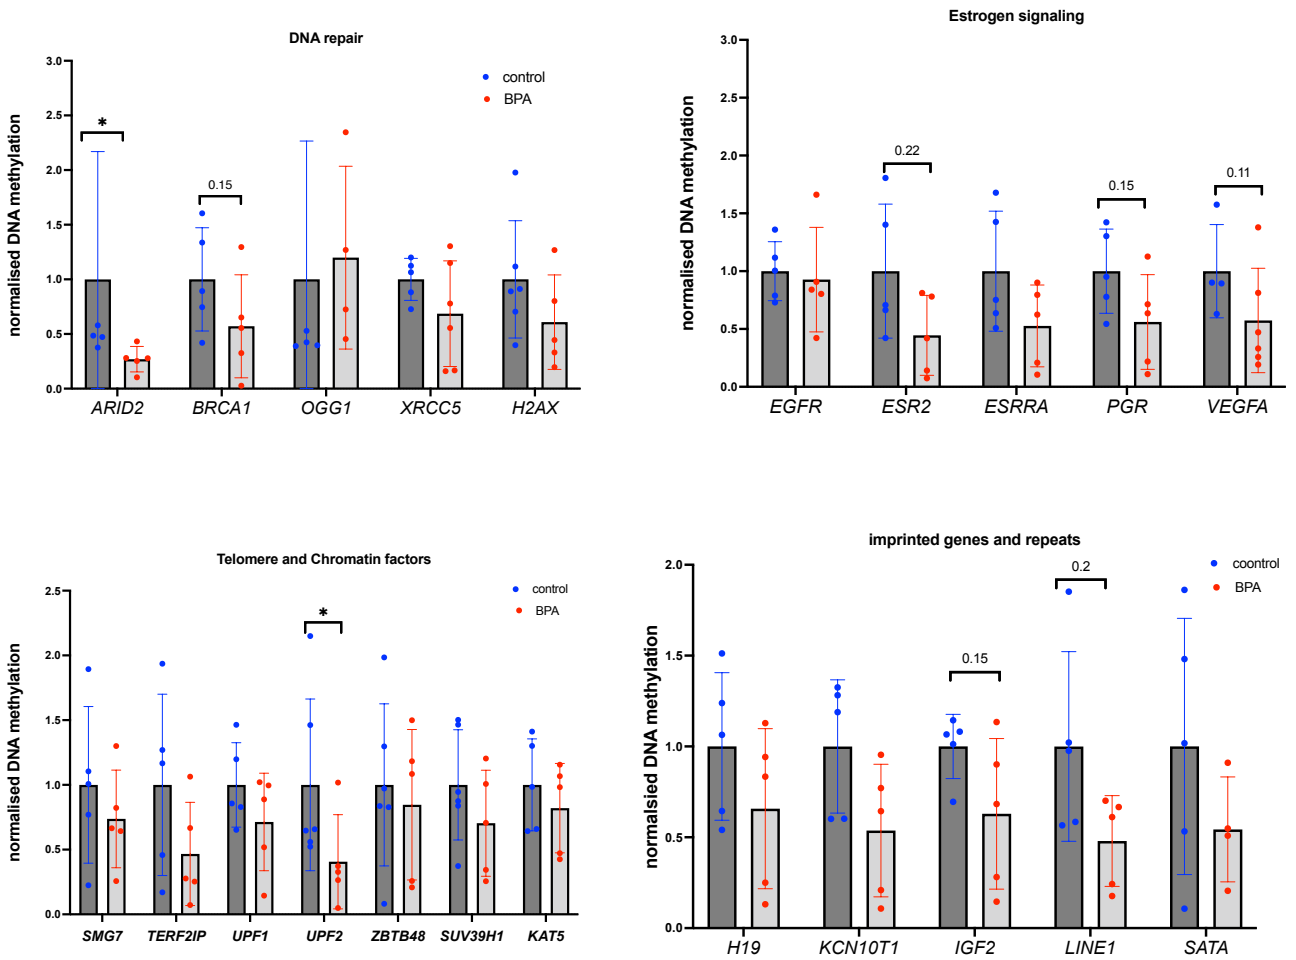 DNA repair
normalised DNA methylation
3.0
2.5
2.0
1.5
1.0
0.5
0.0
control
BPA
*
0.15
ARID2 BRCA1 OGG1 XRCC5 H2AX
Estrogen signaling
normalised DNA methylation
3.0
2.5
2.0
1.5
1.0
0.5
0.0
0.22
0.15
0.11
EGFR ESR2 ESRRA PGR VEGFA
Telomere and Chromatin factors
normalised DNA methylation
2.5
2.0
1.5
1.0
0.5
0.0
control
BPA
*
SMG7 TERF2IP UPF1 UPF2 ZBTB48 SUV39H1 KAT5
imprinted genes and repeats
normalsied DNA methylation
2.0
1.5
1.0
0.5
0.0
coontrol
BPA
0.15
0.2
H19 KCN10T1 IGF2 LINE1 SATA